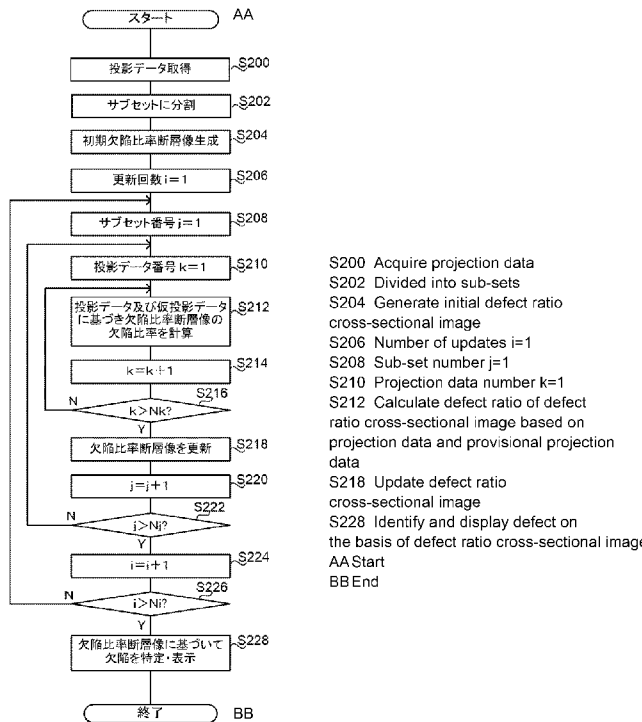 スタート AA
投影データ取得 S200
サブセットに分割 S202
初期欠陥比率断層像生成 S204
更新回数i=1 S206
サブセット番号j=1 S208
投影データ番号k=1 S210
投影データ及び仮投影データ
に基づき欠陥比率断層像の
欠陥比率を計算
S212
k=k+1 S214
k>Nk? S216
N
Y
欠陥比率断層像を更新 S218
j=j+1 S220
j>Nj? S222
N
Y
i=i+1 S224
i>Ni? S226
N
Y
欠陥比率断層像に基づいて
欠陥を特定・表示
S228
終了 BB
S200 Acquire projection data
S202 Divided into sub-sets
S204 Generate initial defect ratio
cross-sectional image
S206 Number of updates i=1
S208 Sub-set number j=1
S210 Projection data number k=1
S212 Calculate defect ratio of defect
ratio cross-sectional image based on
projection data and provisional projection
data
S218 Update defect ratio
cross-sectional image
S228 Identify and display defect on
the basis of defect ratio cross-sectional image
AA Start
BB End